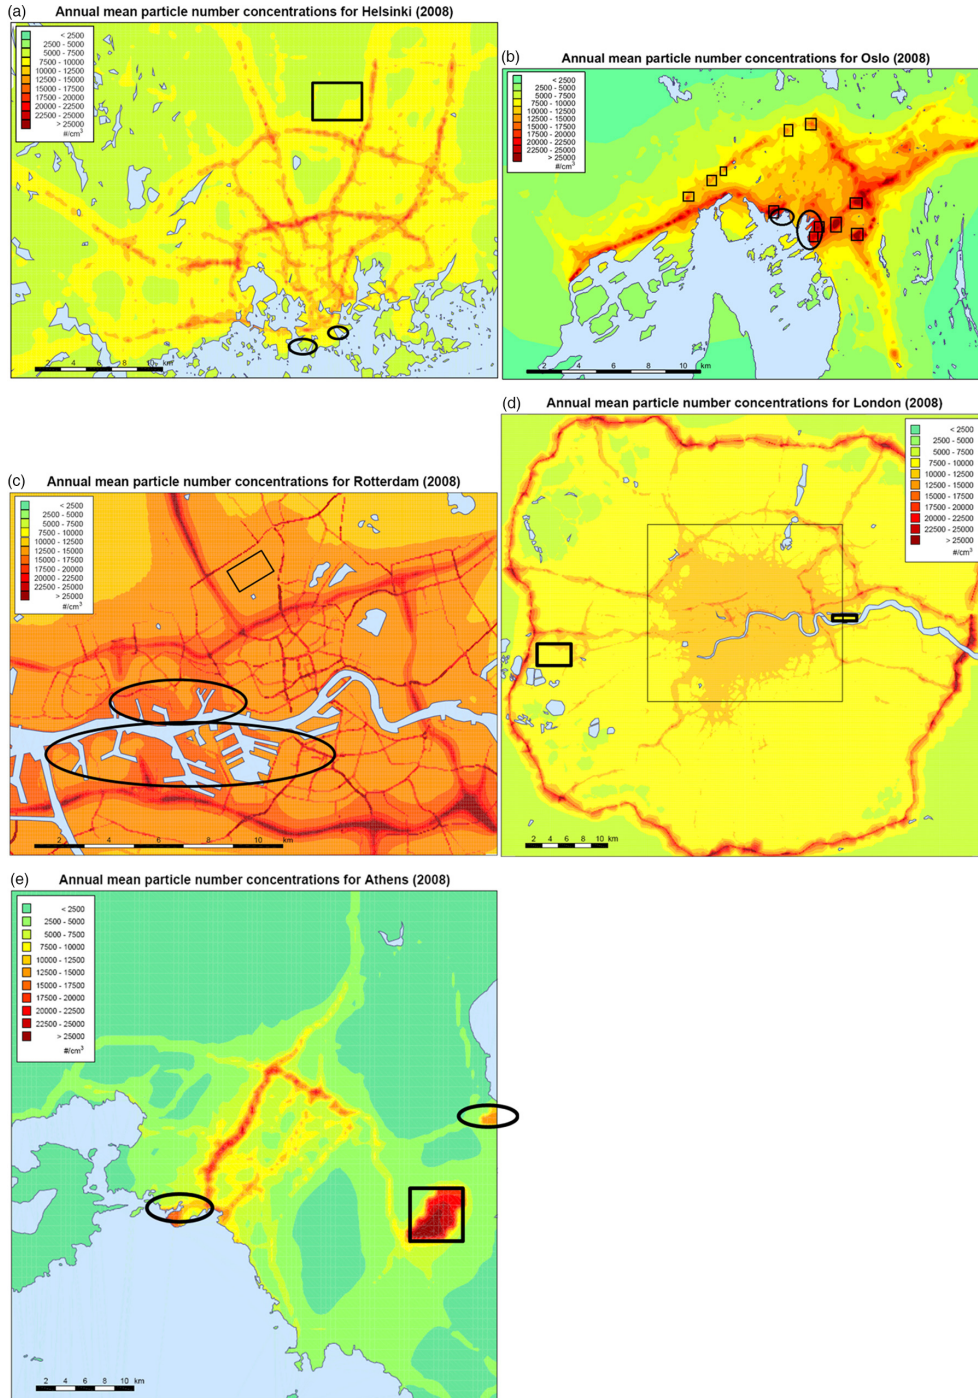 (a)
Annual mean particle number concentrations for Helsinki (2008)
< 2500
2500 - 5000
5000 - 7500
7500 - 10000
10000 - 12500
12500 - 15000
15000 - 17500
17500 - 20000
20000 - 22500
22500 - 25000
> 25000
#/cm³
2 4 6 8 10 km
(b)
Annual mean particle number concentrations for Oslo (2008)
< 2500
2500 - 5000
5000 - 7500
7500 - 10000
10000 - 12500
12500 - 15000
15000 - 17500
17500 - 20000
20000 - 22500
22500 - 25000
> 25000
#/cm³
2 4 6 8 10 km
(c)
Annual mean particle number concentrations for Rotterdam (2008)
< 2500
2500 - 5000
5000 - 7500
7500 - 10000
10000 - 12500
12500 - 15000
15000 - 17500
17500 - 20000
20000 - 22500
22500 - 25000
> 25000
#/cm³
2 4 6 8 10 km
(d)
Annual mean particle number concentrations for London (2008)
< 2500
2500 - 5000
5000 - 7500
7500 - 10000
10000 - 12500
12500 - 15000
15000 - 17500
17500 - 20000
20000 - 22500
22500 - 25000
> 25000
#/cm³
2 4 6 8 10 km
(e)
Annual mean particle number concentrations for Athens (2008)
< 2500
2500 - 5000
5000 - 7500
7500 - 10000
10000 - 12500
12500 - 15000
15000 - 17500
17500 - 20000
20000 - 22500
22500 - 25000
> 25000
#/cm³
2 4 6 8 10 km